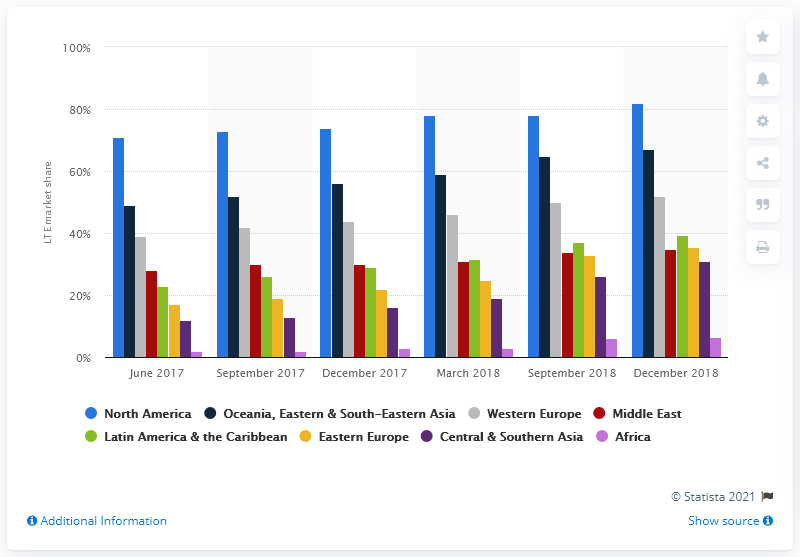 100%
80%
60%
40%
20%
0%
LTE market share
June 2017 September 2017 December 2017 March 2018 September 2018 December 2018
North America Oceania, Eastern & South-Eastern Asia Western Europe Middle East
Latin America & the Caribbean Eastern Europe Central & Southern Asia Africa
© Statista 2021
Additional Information Show source